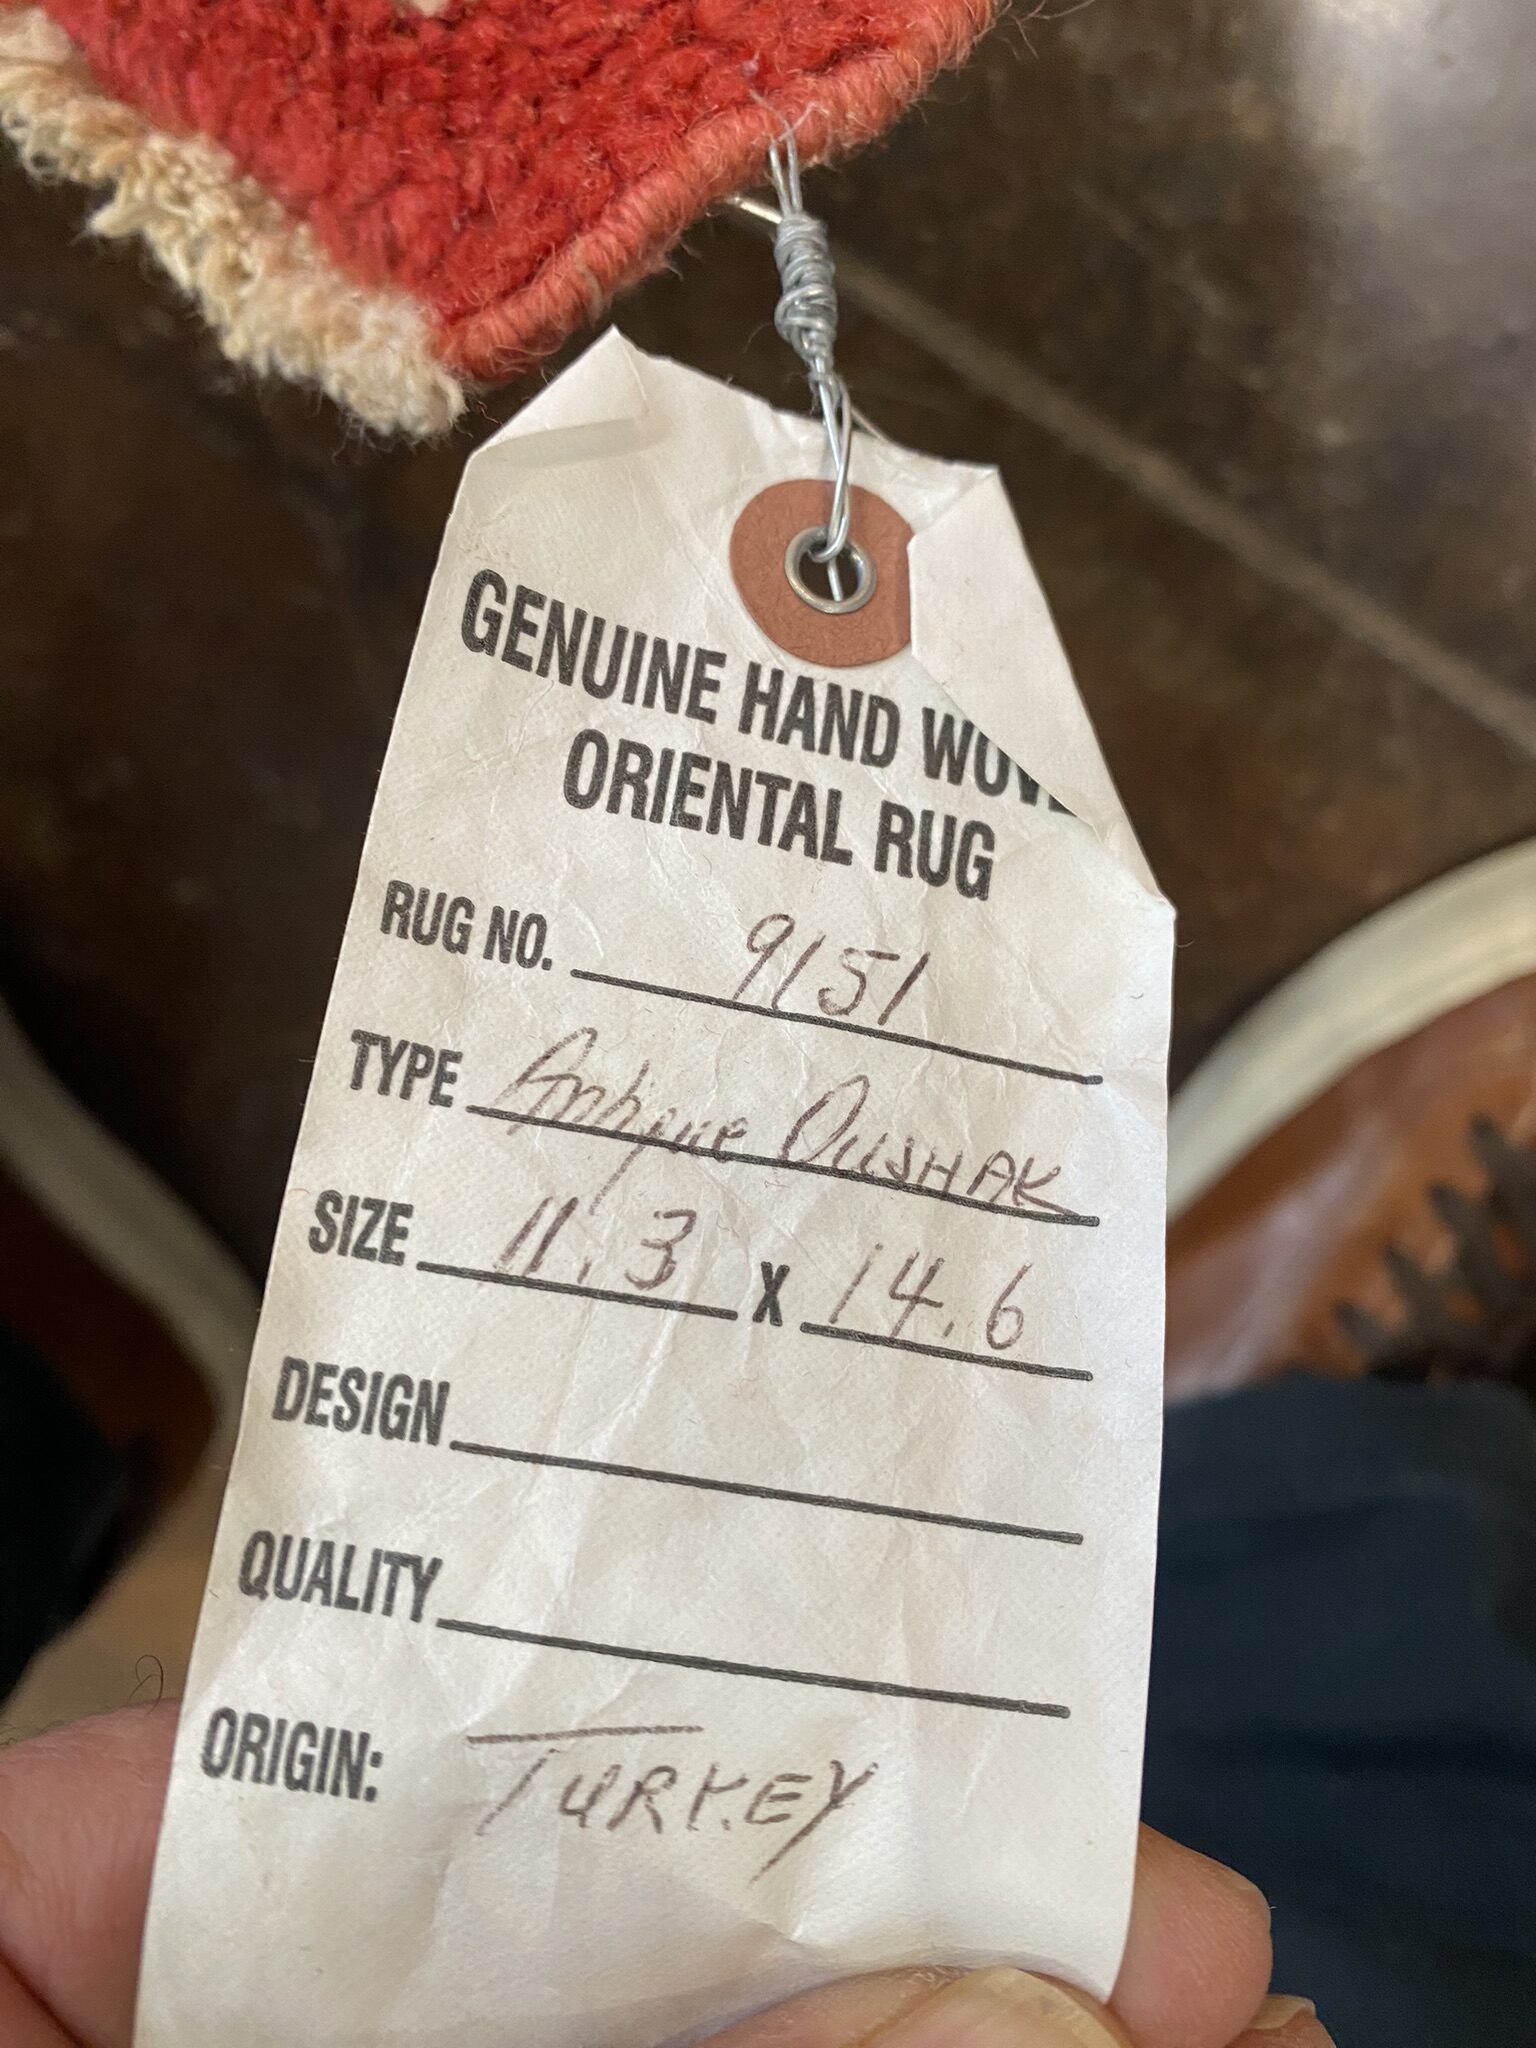 GENUINE HAND WOVE
ORIENTAL RUG
RUG NO. 9151
TYPE Antique OUSHAK
SIZE 11.3 X 14.6
DESIGN
QUALITY
ORIGIN: TURKEY